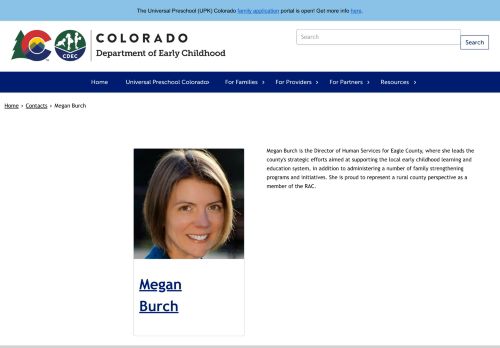 The Universal Preschool (UPK) Colorado family application portal is open! Get more info here.
COLORADO
Department of Early Childhood
CDEC
Search
Search
Home
Universal Preschool Colorado
For Families
For Providers
For Partners
Resources
Home › Contacts › Megan Burch
Megan Burch is the Director of Human Services for Eagle County, where she leads the
county's strategic efforts aimed at supporting the local early childhood learning and
education system, in addition to administering a number of family strengthening
programs and initiatives. She is proud to represent a rural county perspective as a
member of the RAC.
Megan
Burch